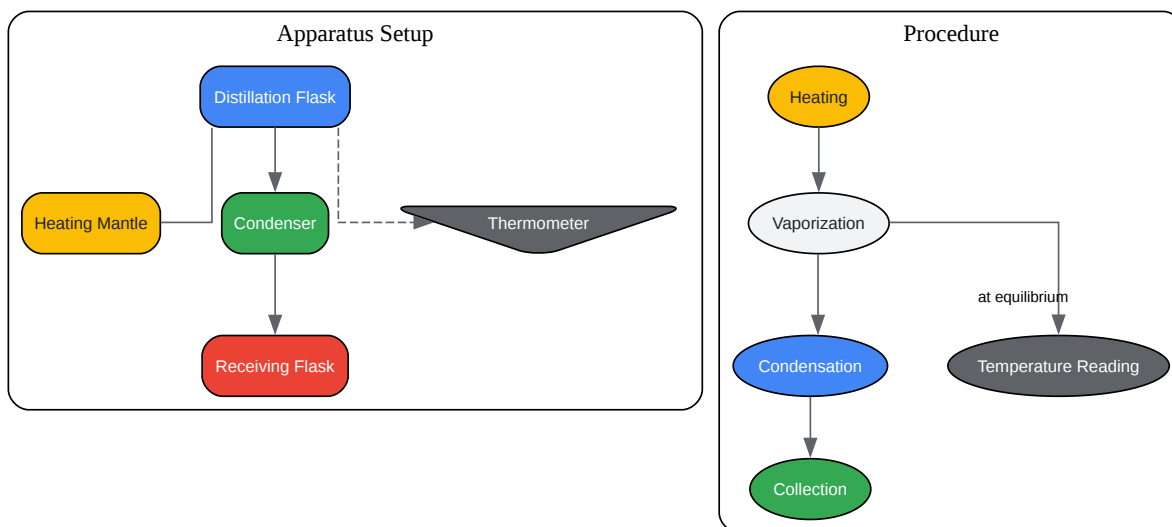 Apparatus Setup
Distillation Flask
Heating Mantle
Condenser
Thermometer
Receiving Flask
Procedure
Heating
Vaporization
at equilibrium
Condensation
Temperature Reading
Collection